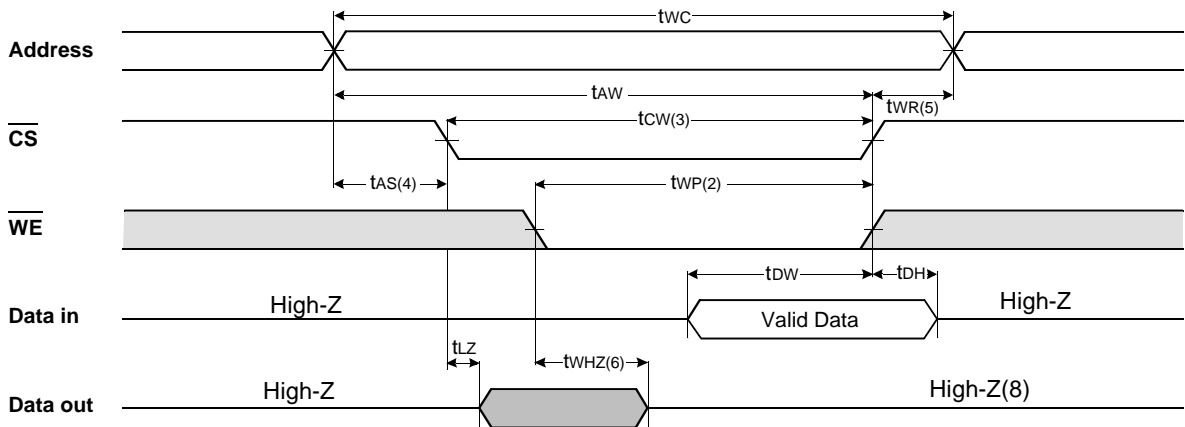 tWC
Address
tAW
tWR(5)
CS
tCW(3)
tAS(4)
tWP(2)
WE
tDW
tDH
Data in
High-Z
Valid Data
High-Z
tLZ
tWHZ(6)
Data out
High-Z
High-Z(8)